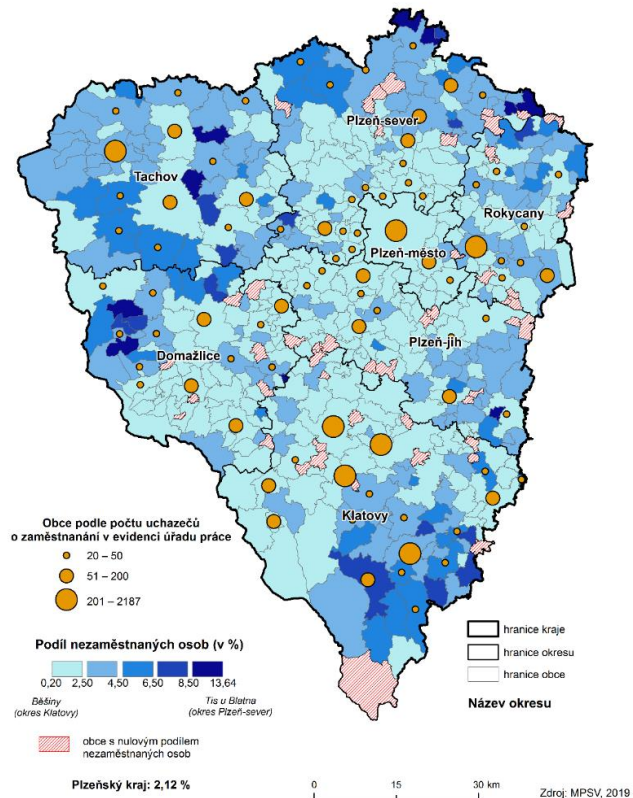 Plzeň-sever
Tachov
Rokycany
Plzeň-město
Domažlice
Plzeň-jih
Klatovy
Obce podle počtu uchazečů
o zaměstnanání v evidenci úřadu práce
20 – 50
51 – 200
201 – 2187
Podíl nezaměstnaných osob (v %)
0,20 2,50 4,50 6,50 8,50 13,64
Běšiny
(okres Klatovy)
Tis u Blatna
(okres Plzeň-sever)
obce s nulovým podílem
nezaměstnaných osob
hranice kraje
hranice okresu
hranice obce
Název okresu
Plzeňský kraj: 2,12 %
0 15 30 km
Zdroj: MPSV, 2019